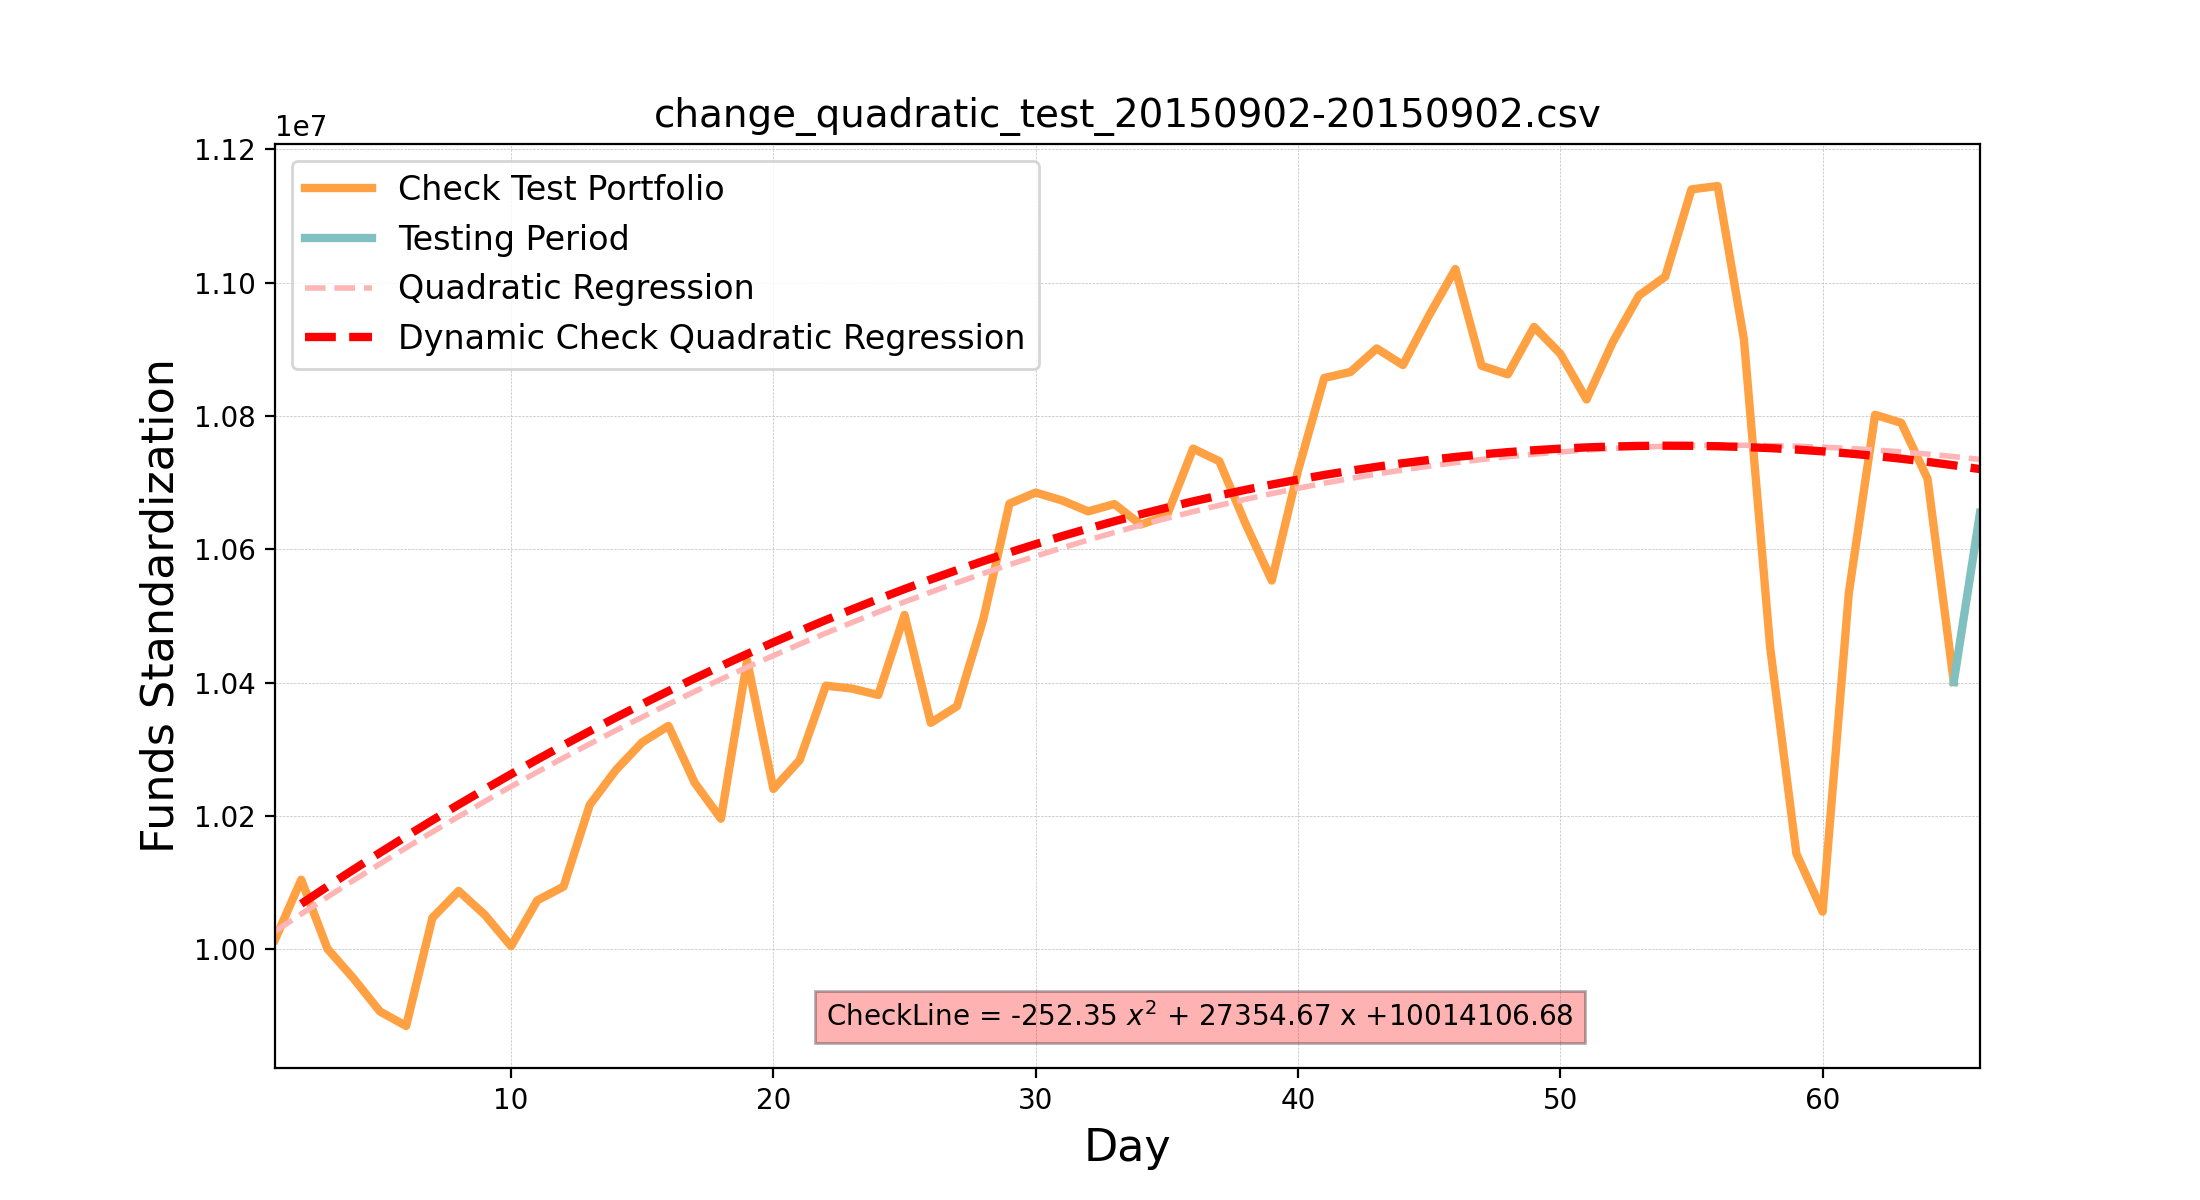 change_quadratic_test_20150902-20150902.csv
1e7
1.12
1.10
1.08
1.06
1.04
1.02
1.00
Funds Standardization
Check Test Portfolio
Testing Period
Quadratic Regression
Dynamic Check Quadratic Regression
CheckLine = -252.35 x² + 27354.67 x +10014106.68
10 20 30 40 50 60
Day